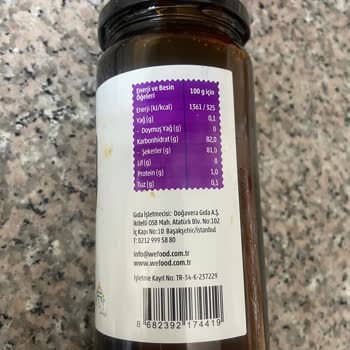 Enerji ve Besin Öğeleri 100 g için
Enerji (kJ/kcal) 1361 / 325
Yağ (g) 0,1
- Doymuş Yağ (g) 0
Karbonhidrat (g) 82,0
- Şekerler (g) 81,0
Lif (g) 0
Protein (g) 1,0
Tuz (g) 0,1
Gıda İşletmecisi: Doğavera Gıda A.Ş.
İkitelli OSB Mah. Atatürk Blv. No:102
İç Kapı No:10 Başakşehir/İstanbul
T: 0212 999 58 80
info@wefood.com.tr
www.wefood.com.tr
İşletme Kayıt No: TR-34-K-237229
8 682392 174419